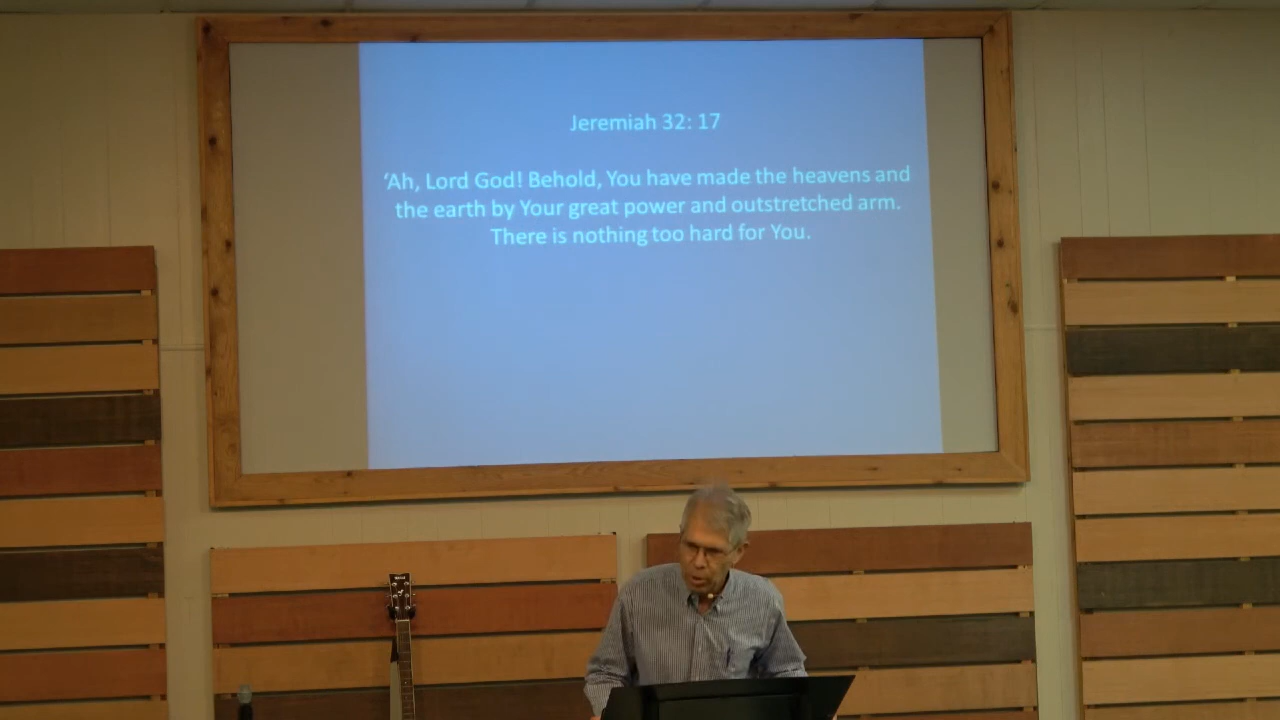 Jeremiah 32: 17
‘Ah, Lord God! Behold, You have made the heavens and
the earth by Your great power and outstretched arm.
There is nothing too hard for You.